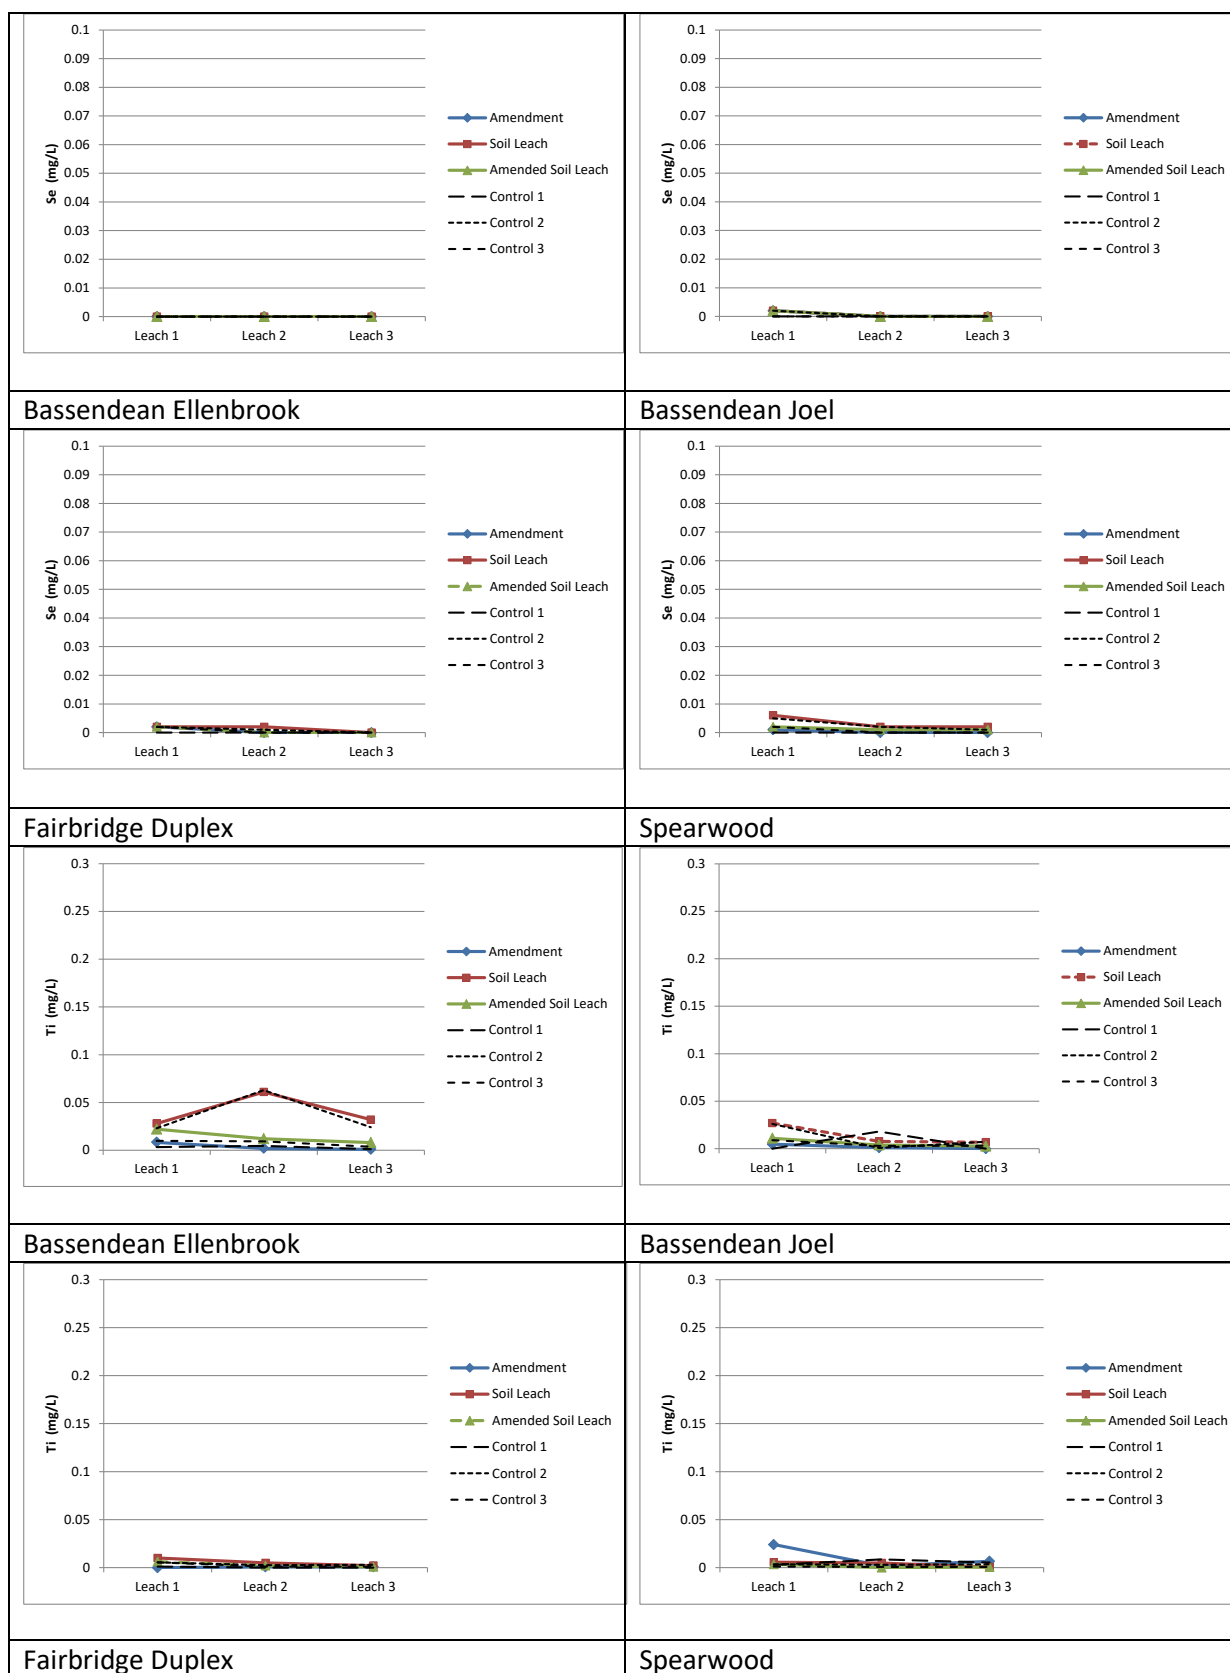 0.1
0.09
0.08
0.07
0.06
0.05
0.04
0.03
0.02
0.01
0
Se (mg/L)
Leach 1 Leach 2 Leach 3
Amendment
Soil Leach
Amended Soil Leach
Control 1
Control 2
Control 3
0.1
0.09
0.08
0.07
0.06
0.05
0.04
0.03
0.02
0.01
0
Se (mg/L)
Leach 1 Leach 2 Leach 3
Amendment
Soil Leach
Amended Soil Leach
Control 1
Control 2
Control 3
Bassendean Ellenbrook
Bassendean Joel
0.1
0.09
0.08
0.07
0.06
0.05
0.04
0.03
0.02
0.01
0
Se (mg/L)
Leach 1 Leach 2 Leach 3
Amendment
Soil Leach
Amended Soil Leach
Control 1
Control 2
Control 3
0.1
0.09
0.08
0.07
0.06
0.05
0.04
0.03
0.02
0.01
0
Se (mg/L)
Leach 1 Leach 2 Leach 3
Amendment
Soil Leach
Amended Soil Leach
Control 1
Control 2
Control 3
Fairbridge Duplex
Spearwood
0.3
0.25
0.2
0.15
0.1
0.05
0
Ti (mg/L)
Leach 1 Leach 2 Leach 3
Amendment
Soil Leach
Amended Soil Leach
Control 1
Control 2
Control 3
0.3
0.25
0.2
0.15
0.1
0.05
0
Ti (mg/L)
Leach 1 Leach 2 Leach 3
Amendment
Soil Leach
Amended Soil Leach
Control 1
Control 2
Control 3
Bassendean Ellenbrook
Bassendean Joel
0.3
0.25
0.2
0.15
0.1
0.05
0
Ti (mg/L)
Leach 1 Leach 2 Leach 3
Amendment
Soil Leach
Amended Soil Leach
Control 1
Control 2
Control 3
0.3
0.25
0.2
0.15
0.1
0.05
0
Ti (mg/L)
Leach 1 Leach 2 Leach 3
Amendment
Soil Leach
Amended Soil Leach
Control 1
Control 2
Control 3
Fairbridge Duplex
Spearwood